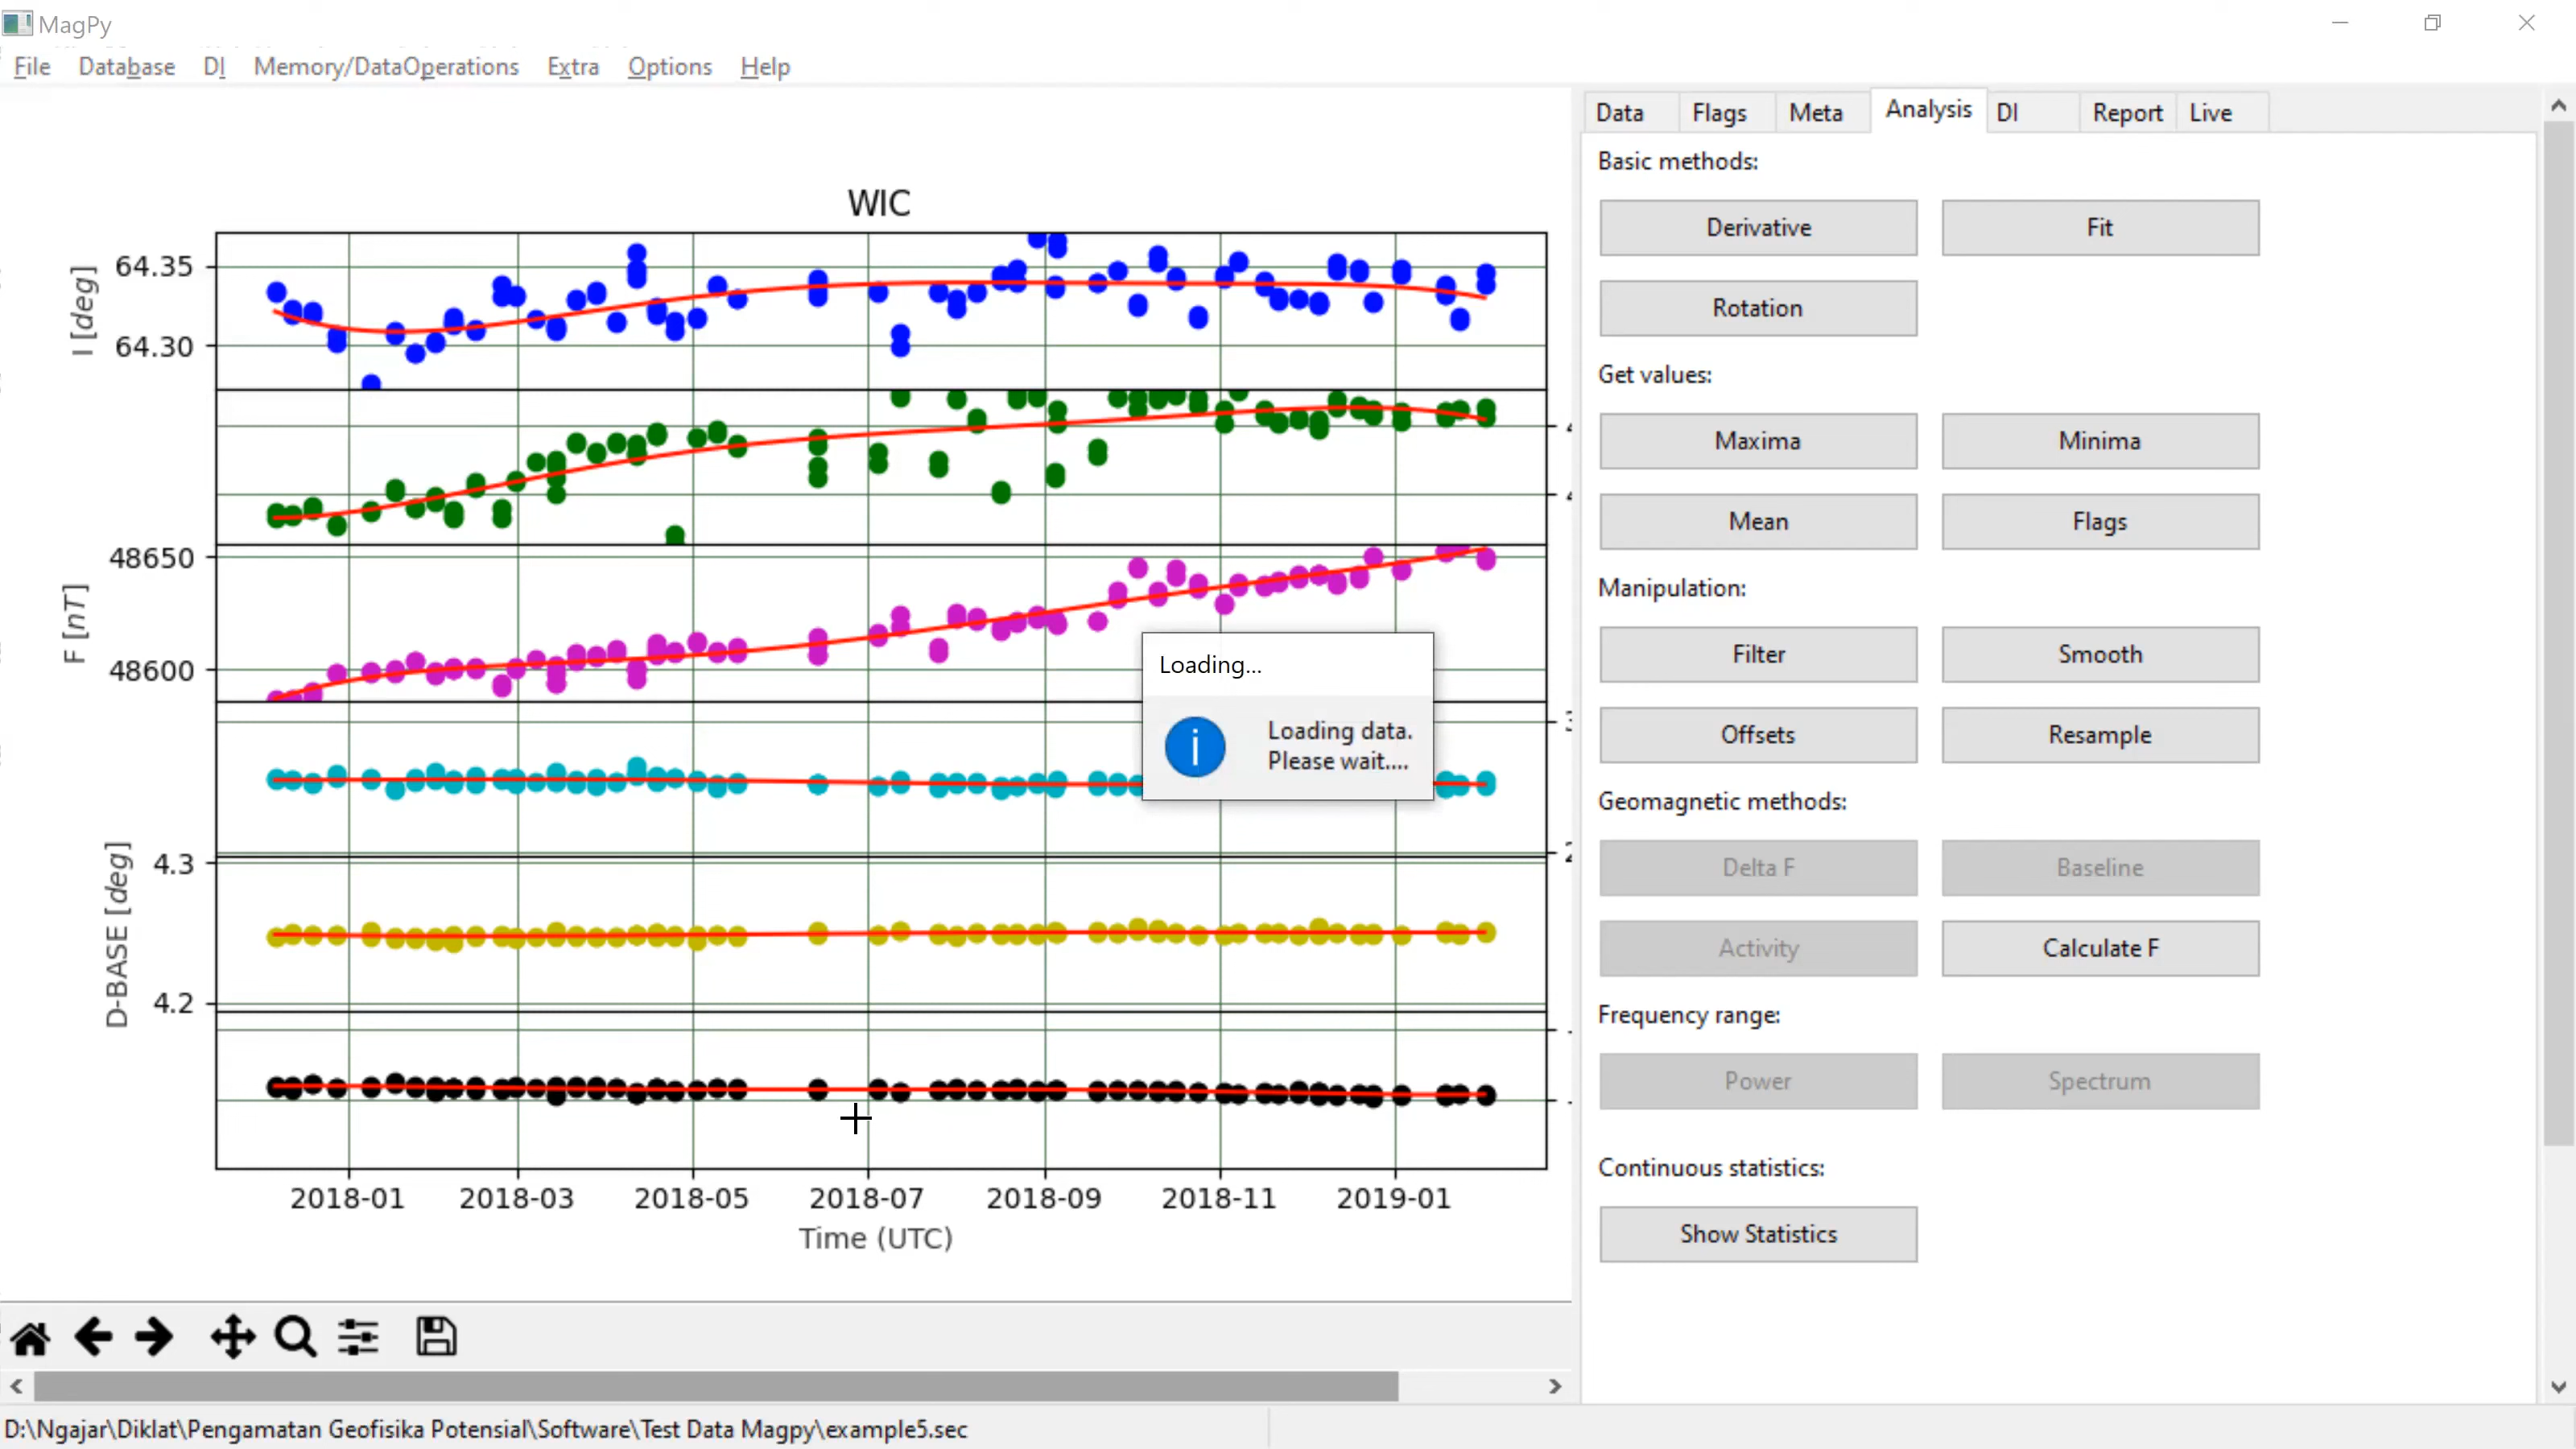 MagPy
File Database DI Memory/DataOperations Extra Options Help
Data Flags Meta Analysis DI Report Live
WIC
I [deg]
64.35
64.30
F [nT]
48650
48600
D-BASE [deg]
4.3
4.2
2018-01 2018-03 2018-05 2018-07 2018-09 2018-11 2019-01
Time (UTC)
Loading...
Loading data.
Please wait....
Basic methods:
Derivative Fit
Rotation
Get values:
Maxima Minima
Mean Flags
Manipulation:
Filter Smooth
Offsets Resample
Geomagnetic methods:
Delta F Baseline
Activity Calculate F
Frequency range:
Power Spectrum
Continuous statistics:
Show Statistics
D:\Ngajar\Diklat\Pengamatan Geofisika Potensial\Software\Test Data Magpy\example5.sec